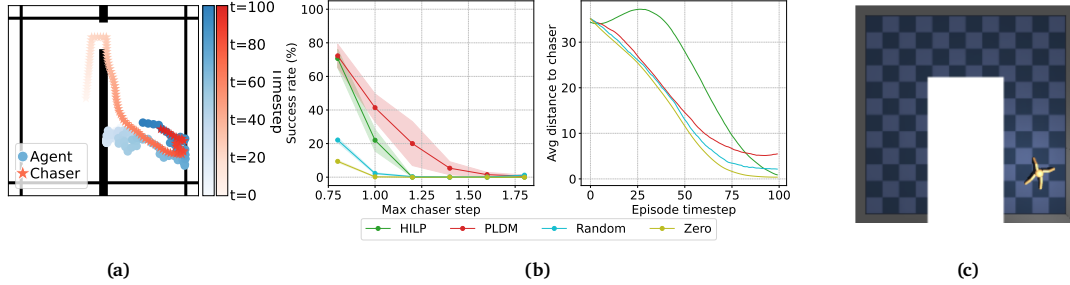 Agent
Chaser
t=100
t=80
t=60
t=40
t=20
t=0
Timestep
Success rate (%)
100
80
60
40
20
0
0.75 1.00 1.25 1.50 1.75
Max chaser step
Avg distance to chaser
30
20
10
0
0 25 50 75 100
Episode timestep
HILP PLDM Random Zero
(a) (b) (c)